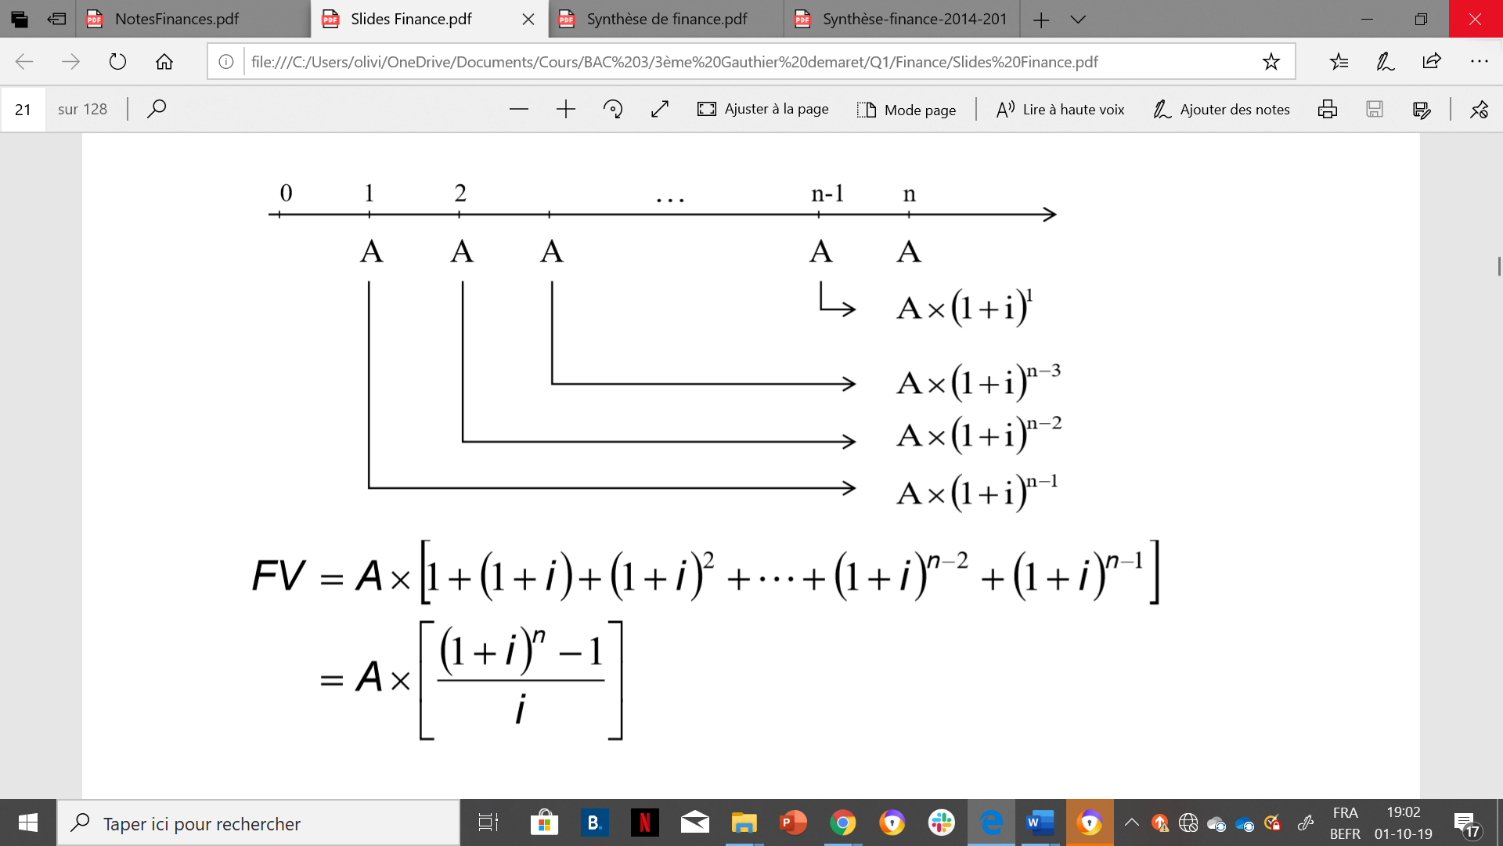 NotesFinances.pdf
Slides Finance.pdf
Synthèse de finance.pdf
Synthèse-finance-2014-201
file:///C:/Users/olivi/OneDrive/Documents/Cours/BAC%203/3ème%20Gauthier%20demaret/Q1/Finance/Slides%20Finance.pdf
21 sur 128
Ajuster à la page
Mode page
Lire à haute voix
Ajouter des notes
0 1 2 ... n-1 n
A A A A A
A×(1+i)^1
A×(1+i)^{n−3}
A×(1+i)^{n−2}
A×(1+i)^{n−1}
FV = A×[1+(1+i)+(1+i)^2+⋯+(1+i)^{n−2}+(1+i)^{n−1}]
= A×[((1+i)^n −1)/i]
Taper ici pour rechercher
B.
N
P
W
FRA
BEFR
19:02
01-10-19
17